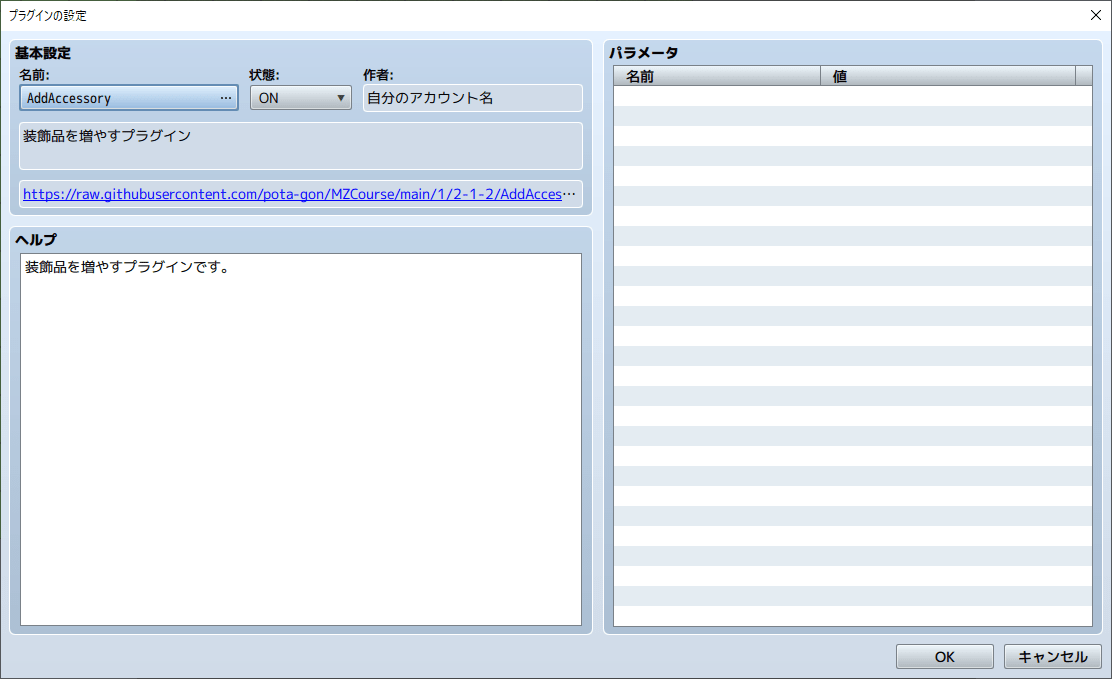 プラグインの設定
基本設定
名前:
状態:
作者:
AddAccessory …
ON
自分のアカウント名
装飾品を増やすプラグイン
https://raw.githubusercontent.com/pota-gon/MZCourse/main/1/2-1-2/AddAcces…
ヘルプ
装飾品を増やすプラグインです。
パラメータ
名前
値
OK
キャンセル